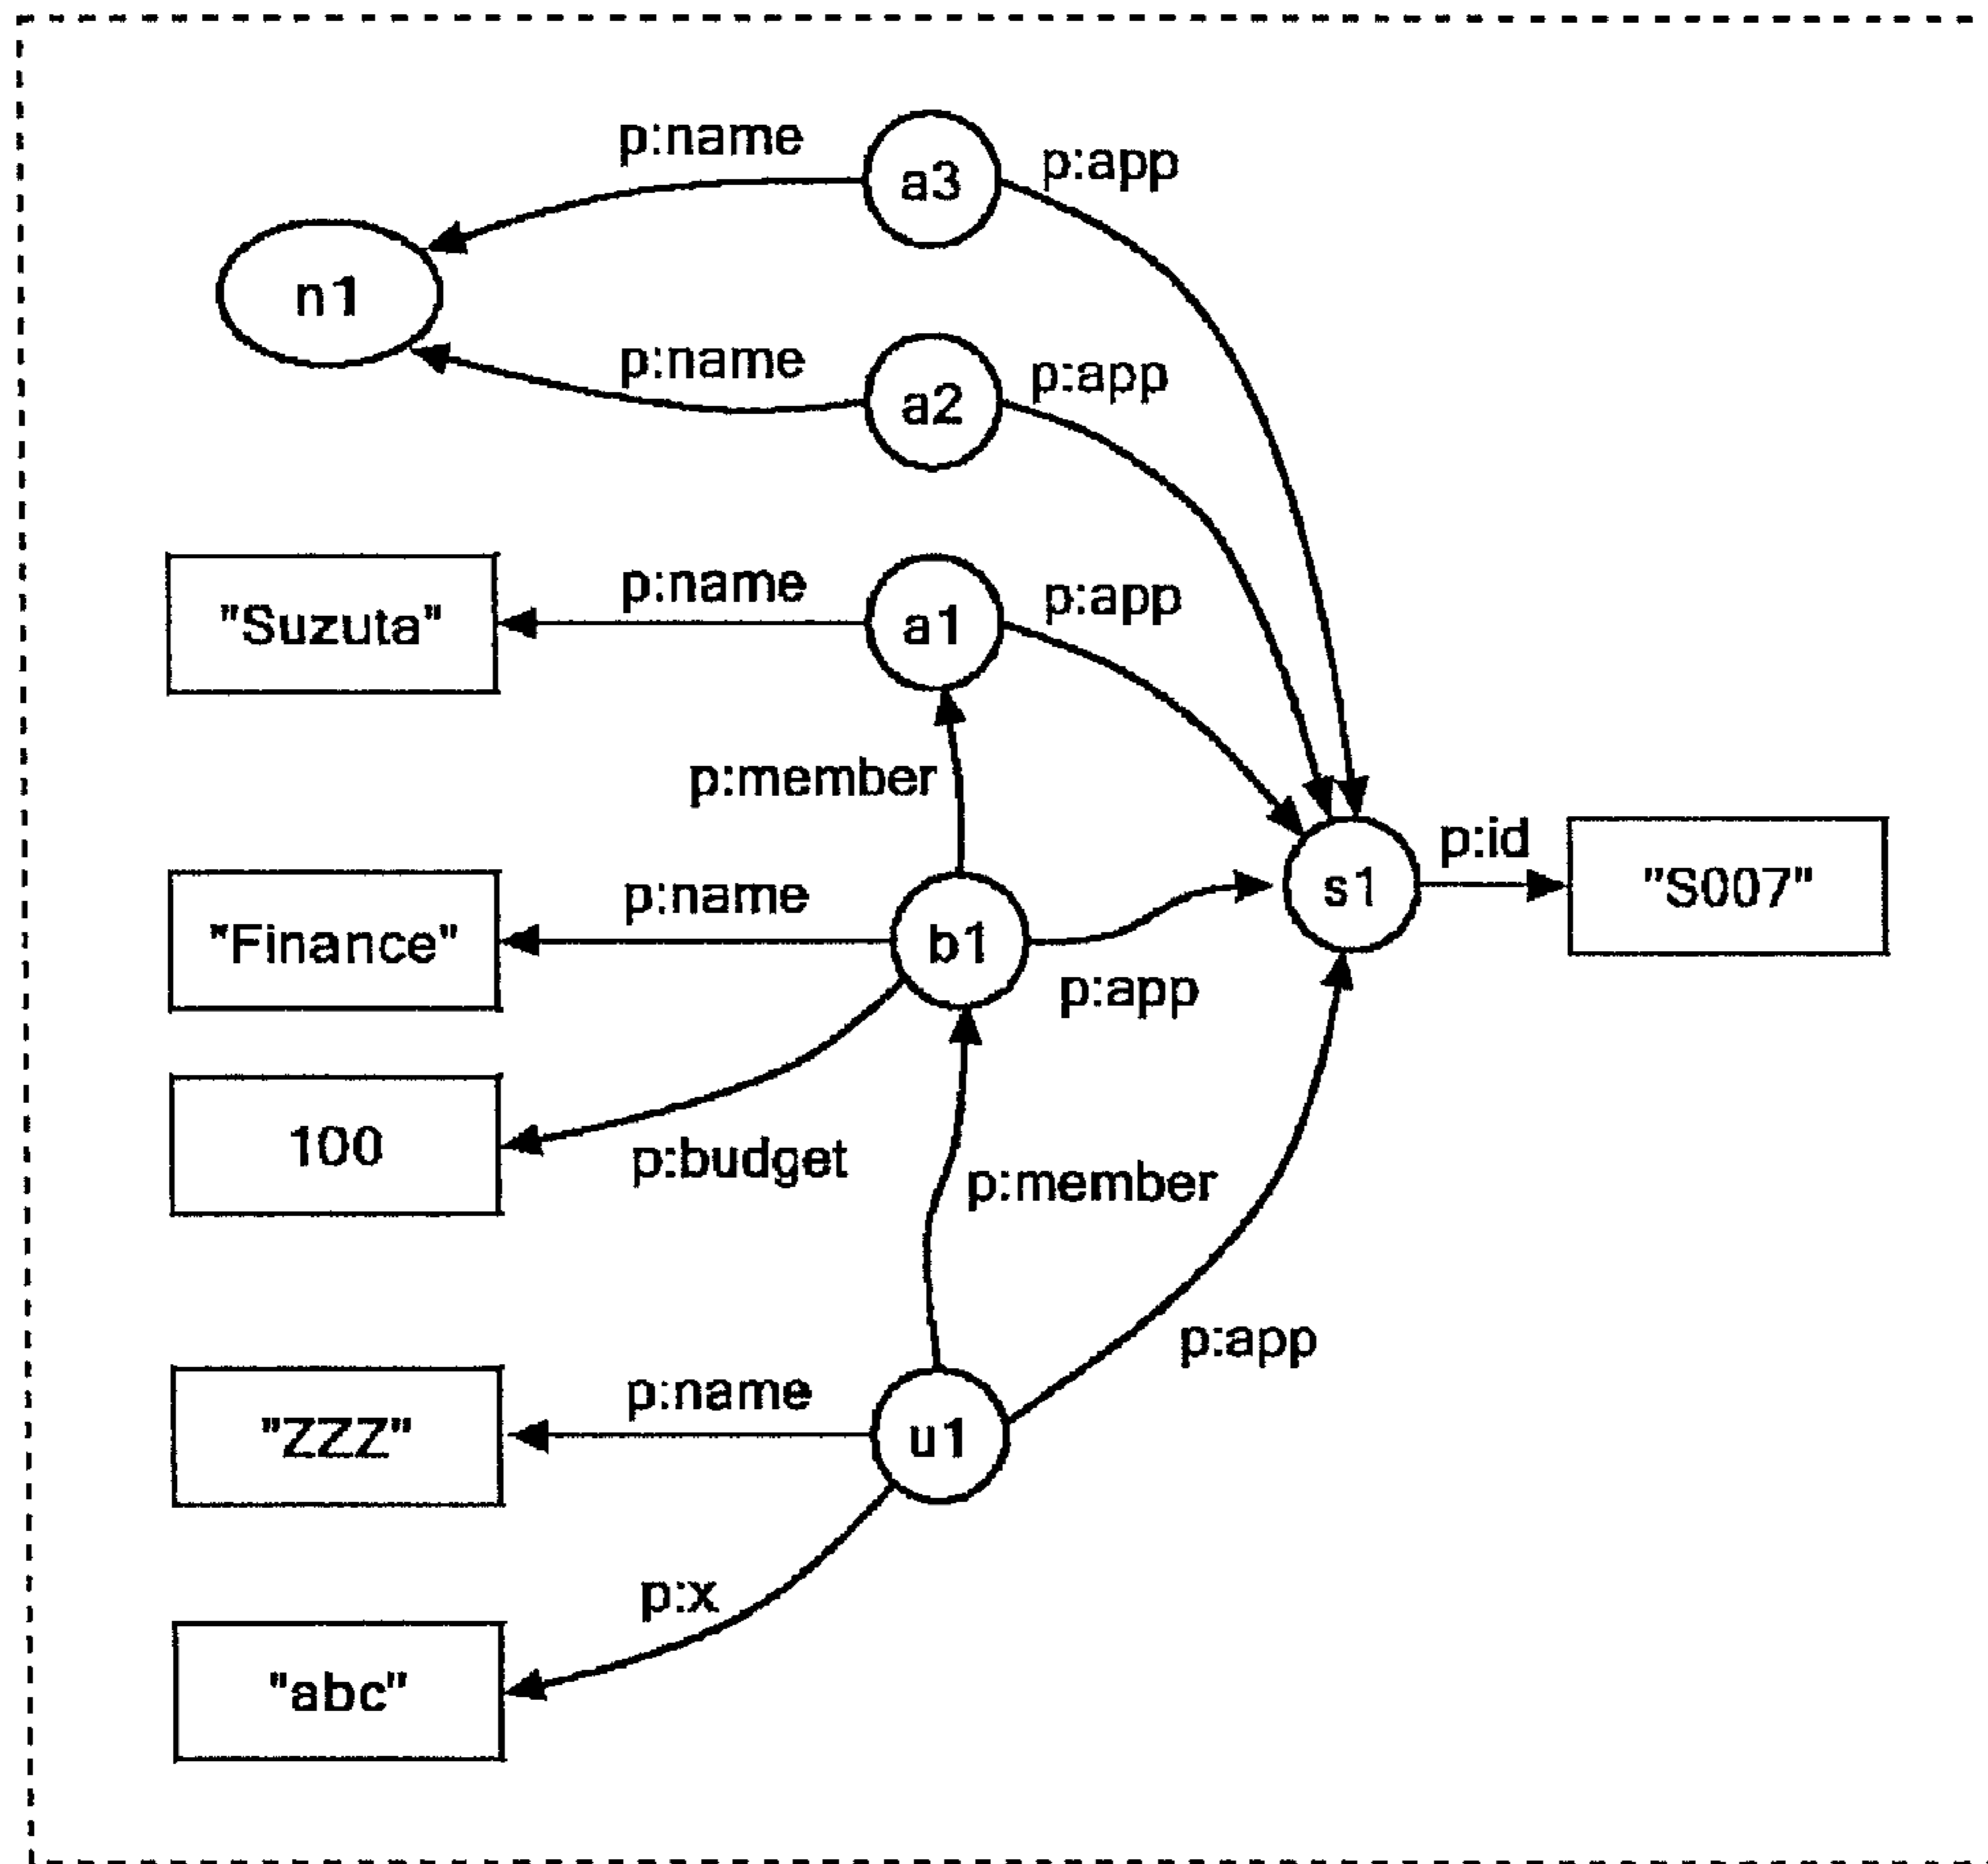 p:name
a3
p:app
n1
p:name
a2
p:app
"Suzuta"
p:name
a1
p:app
p:member
"Finance"
p:name
b1
p:app
s1
p:id
"S007"
100
p:budget
p:member
p:app
"ZZZ"
p:name
u1
p:x
"abc"